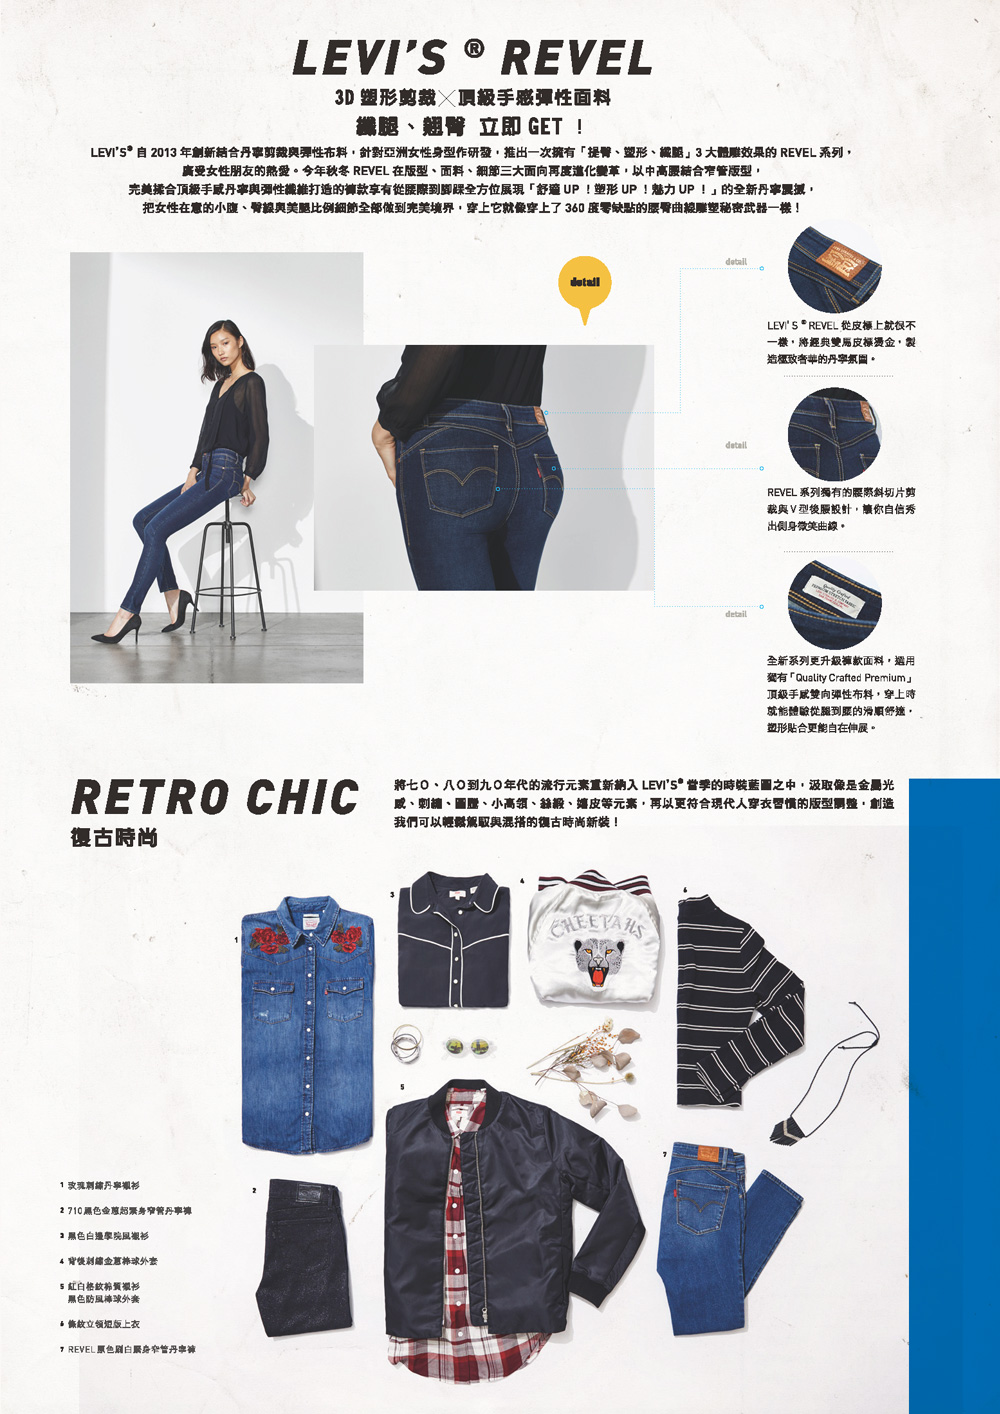 LEVI'S ® REVEL
3D 塑形剪裁╳頂級手感彈性面料
纖腿、翹臀 立即 GET !
LEVI'S® 自 2013 年創新結合丹寧剪裁與彈性布料，針對亞洲女性身型作研發，推出一次擁有「提臀、塑形、纖腿」3 大體雕效果的 REVEL 系列，
廣受女性朋友的熱愛。今年秋冬 REVEL 在版型、面料、細節三大面向再度進化變革，以中高腰結合窄管版型，
完美揉合頂級手感丹寧與彈性纖維打造的褲款享有從腰際到腳踝全方位展現「舒適 UP ! 塑形 UP ! 魅力 UP ! 」的全新丹寧震撼，
把女性在意的小腹、臀線與美腿比例細節全部做到完美境界，穿上它就像穿上了 360 度零缺點的腰臀曲線雕塑秘密武器一樣！
detail
detail
LEVI' S ® REVEL 從皮標上就很不
一樣，將經典雙馬皮標燙金，製
造極致奢華的丹寧氛圍。
detail
REVEL 系列獨有的腰際斜切片剪
裁與 V 型後腰設計，讓你自信秀
出側身微笑曲線。
detail
全新系列更升級褲款面料，選用
獨有「Quality Crafted Premium」
頂級手感雙向彈性布料，穿上時
就能體驗從腿到腰的滑順舒適，
塑形貼合更能自在伸展。
RETRO CHIC
復古時尚
將七０、八０到九０年代的流行元素重新納入 LEVI'S® 當季的時裝藍圖之中，汲取像是金屬光
感、刺繡、圖騰、小高領、絲緞、麂皮等元素，再以更符合現代人穿衣習慣的版型調整，創造
我們可以輕鬆駕馭與混搭的復古時尚新裝！
1
2
3
4
5
6
7
CHEETAHS
1 玫瑰刺繡丹寧襯衫
2 710 黑色金蔥超緊身窄管丹寧褲
3 黑色白邊學院風襯衫
4 背後刺繡金蔥棒球外套
5 紅白格紋棉質襯衫
黑色防風棒球外套
6 條紋立領短版上衣
7 REVEL 原色刷白緊身窄管丹寧褲